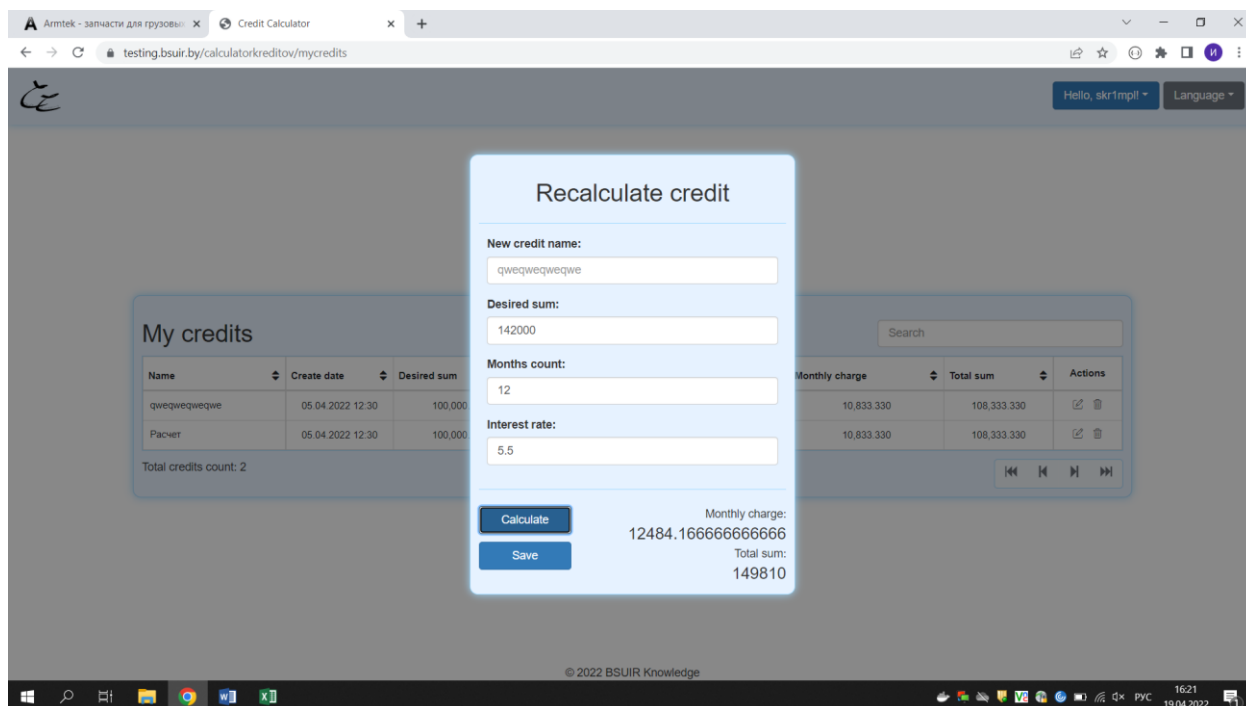 Armtek - запчасти для грузовы
Credit Calculator
testing.bsuir.by/calculatorkreditov/mycredits
И
Hello, skr1mpl!
Language
Recalculate credit
New credit name:
qweqweqweqwe
Desired sum:
142000
Months count:
12
Interest rate:
5.5
Calculate
Save
Monthly charge:
12484.166666666666
Total sum:
149810
My credits
Search
Name Create date Desired sum Monthly charge Total sum Actions
qweqweqweqwe 05.04.2022 12:30 100,000. 10,833.330 108,333.330
Расчет 05.04.2022 12:30 100,000. 10,833.330 108,333.330
Total credits count: 2
© 2022 BSUIR Knowledge
РУС
16:21
19.04.2022